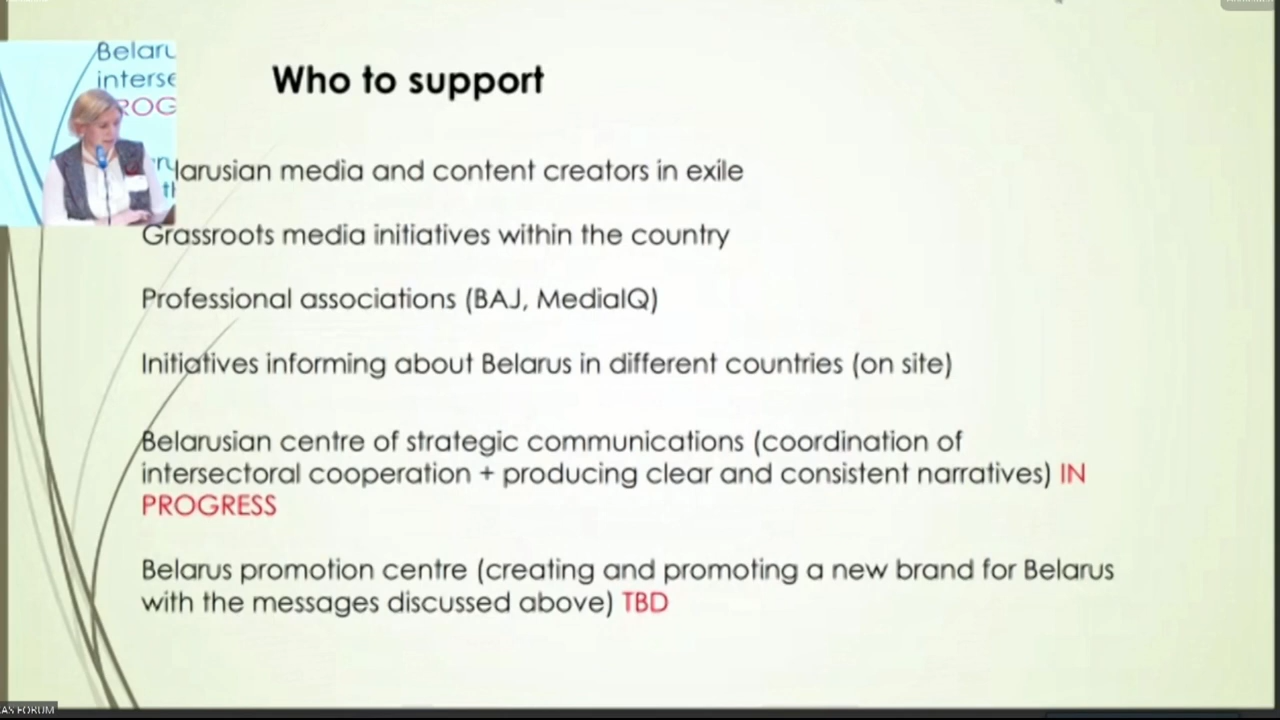 Who to support
larusian media and content creators in exile
Grassroots media initiatives within the country
Professional associations (BAJ, MediaIQ)
Initiatives informing about Belarus in different countries (on site)
Belarusian centre of strategic communications (coordination of
intersectoral cooperation + producing clear and consistent narratives) IN
PROGRESS
Belarus promotion centre (creating and promoting a new brand for Belarus
with the messages discussed above) TBD
Belaru
interse
ROG
AS FORUM